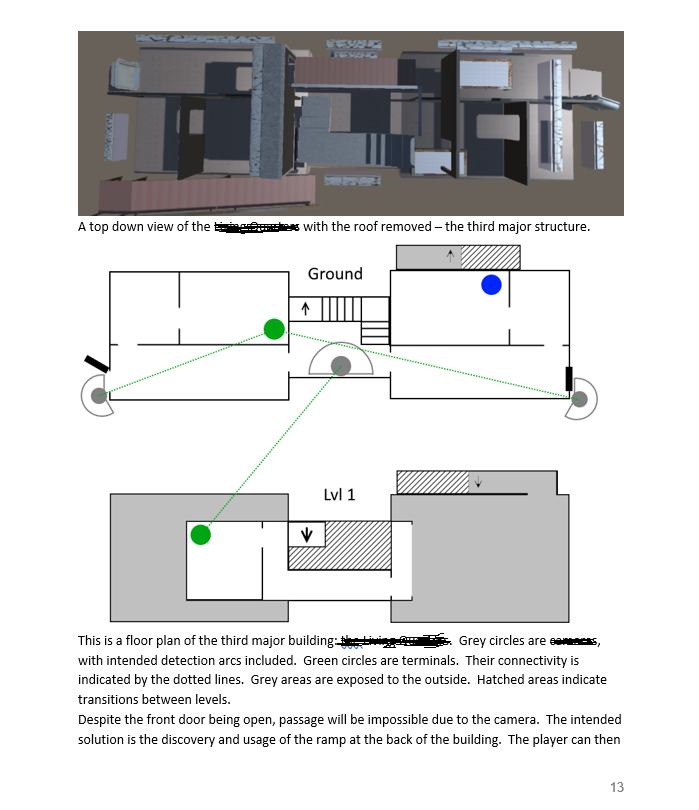 A top down view of the with the roof removed – the third major structure.
Ground
Lvl 1
This is a floor plan of the third major building: . Grey circles are ,
with intended detection arcs included. Green circles are terminals. Their connectivity is
indicated by the dotted lines. Grey areas are exposed to the outside. Hatched areas indicate
transitions between levels.
Despite the front door being open, passage will be impossible due to the camera. The intended
solution is the discovery and usage of the ramp at the back of the building. The player can then
13